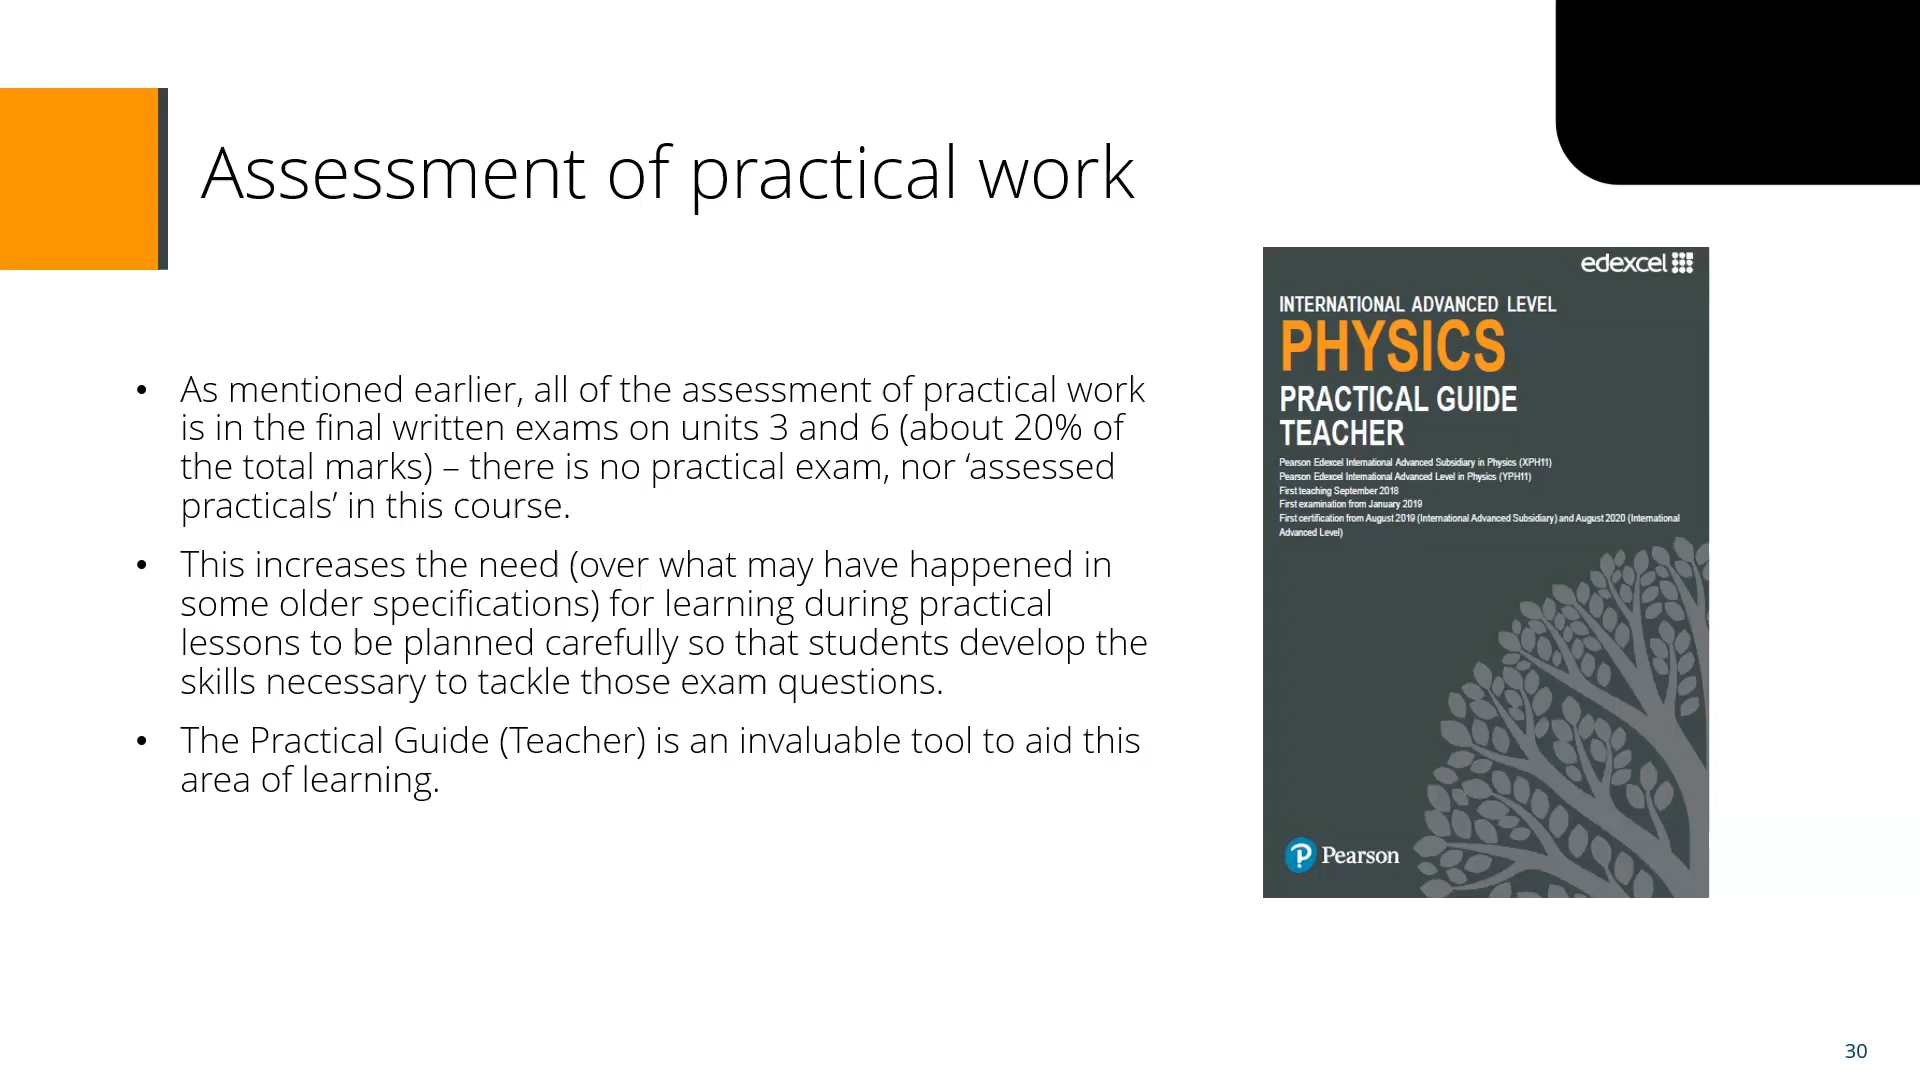 Assessment of practical work
• As mentioned earlier, all of the assessment of practical work
is in the final written exams on units 3 and 6 (about 20% of
the total marks) – there is no practical exam, nor ‘assessed
practicals’ in this course.
• This increases the need (over what may have happened in
some older specifications) for learning during practical
lessons to be planned carefully so that students develop the
skills necessary to tackle those exam questions.
• The Practical Guide (Teacher) is an invaluable tool to aid this
area of learning.
edexcel
INTERNATIONAL ADVANCED LEVEL
PHYSICS
PRACTICAL GUIDE
TEACHER
Pearson Edexcel International Advanced Subsidiary in Physics (XPH11)
Pearson Edexcel International Advanced Level in Physics (YPH11)
First teaching September 2018
First examination from January 2019
First certification from August 2019 (International Advanced Subsidiary) and August 2020 (International
Advanced Level)
Pearson
30